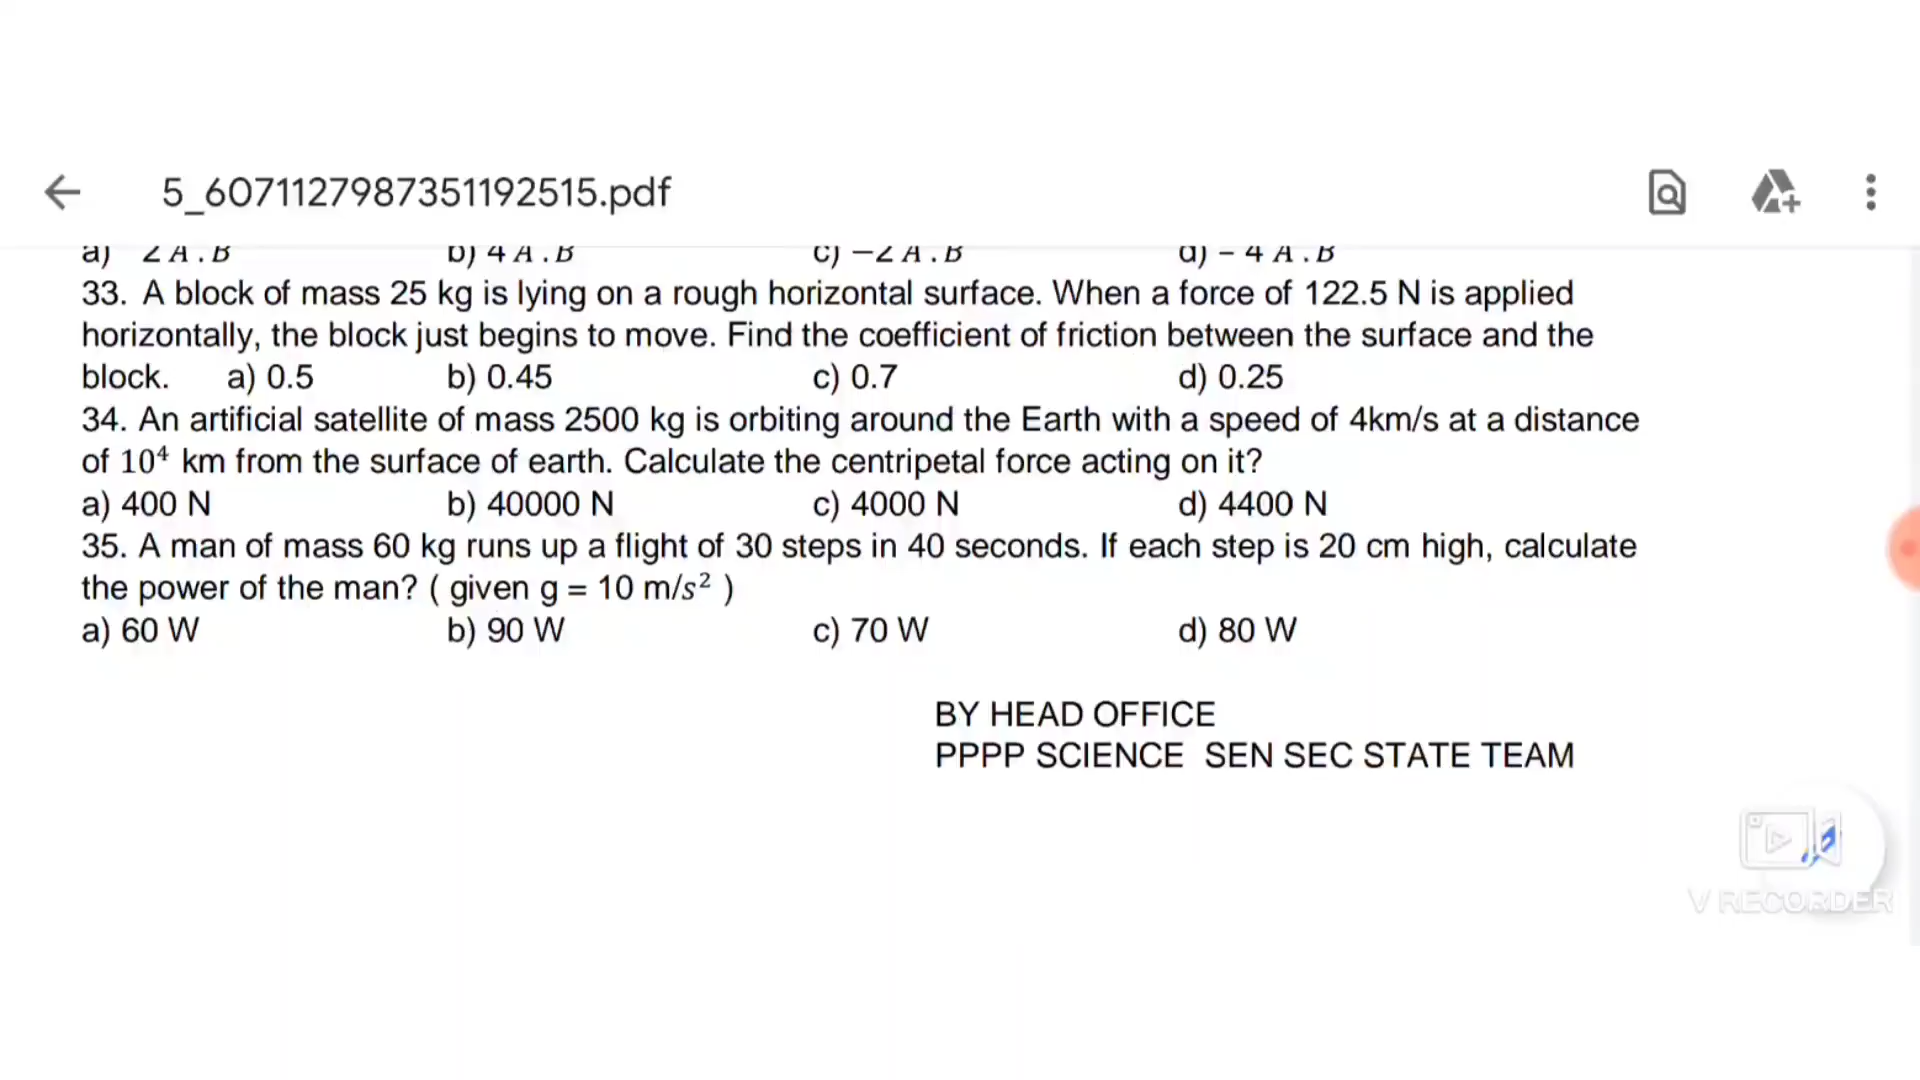 5_6071127987351192515.pdf
a) 2 A . B b) 4 A . B c) −2 A . B d) − 4 A . B
33. A block of mass 25 kg is lying on a rough horizontal surface. When a force of 122.5 N is applied
horizontally, the block just begins to move. Find the coefficient of friction between the surface and the
block. a) 0.5 b) 0.45 c) 0.7 d) 0.25
34. An artificial satellite of mass 2500 kg is orbiting around the Earth with a speed of 4km/s at a distance
of 10⁴ km from the surface of earth. Calculate the centripetal force acting on it?
a) 400 N b) 40000 N c) 4000 N d) 4400 N
35. A man of mass 60 kg runs up a flight of 30 steps in 40 seconds. If each step is 20 cm high, calculate
the power of the man? ( given g = 10 m/s² )
a) 60 W b) 90 W c) 70 W d) 80 W
BY HEAD OFFICE
PPPP SCIENCE SEN SEC STATE TEAM
V RECORDER